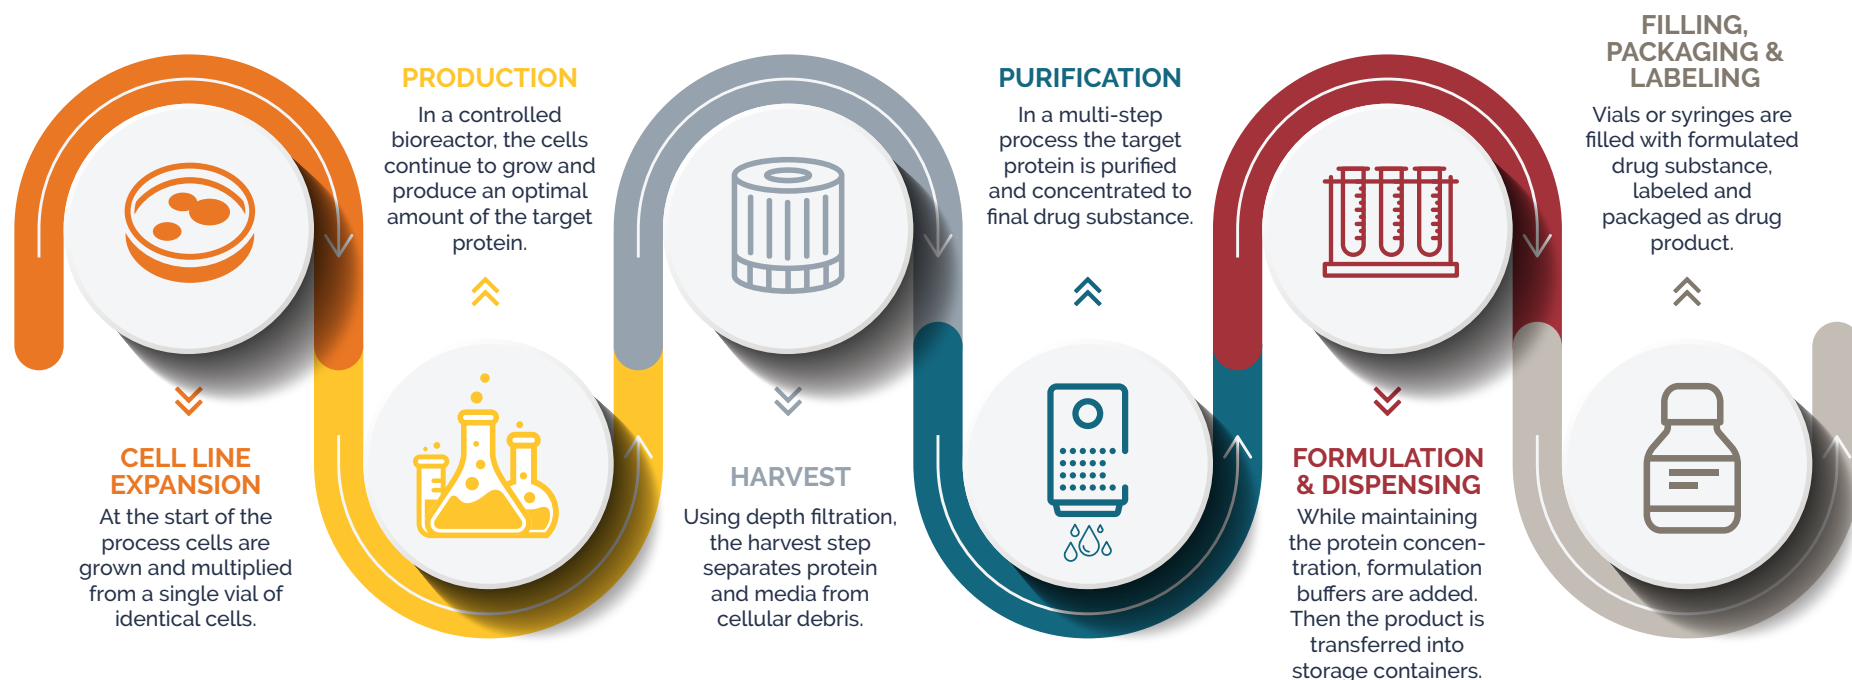 CELL LINE
EXPANSION
At the start of the
process cells are
grown and multiplied
from a single vial of
identical cells.
PRODUCTION
In a controlled
bioreactor, the cells
continue to grow and
produce an optimal
amount of the target
protein.
HARVEST
Using depth filtration,
the harvest step
separates protein
and media from
cellular debris.
PURIFICATION
In a multi-step
process the target
protein is purified
and concentrated to
final drug substance.
FORMULATION
& DISPENSING
While maintaining
the protein concen-
tration, formulation
buffers are added.
Then the product is
transferred into
storage containers.
FILLING,
PACKAGING &
LABELING
Vials or syringes are
filled with formulated
drug substance,
labeled and
packaged as drug
product.